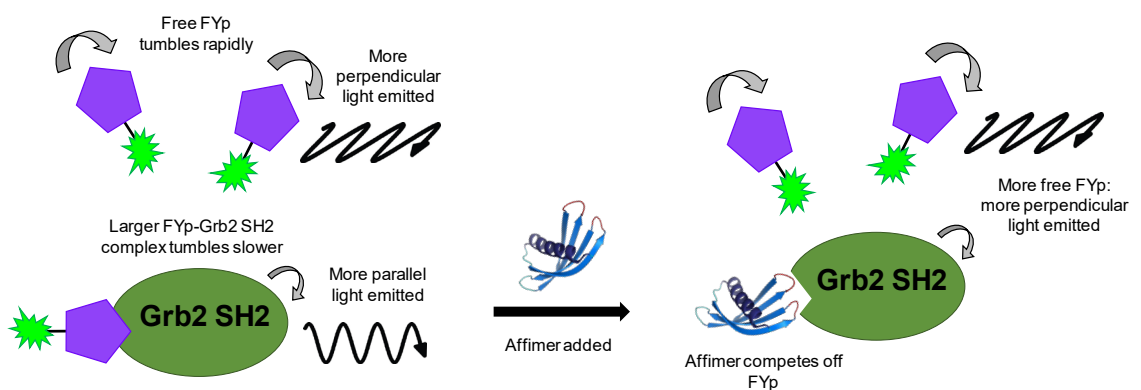 Free FYp
tumbles rapidly
More
perpendicular
light emitted
Larger FYp-Grb2 SH2
complex tumbles slower
Grb2 SH2
More parallel
light emitted
Affimer added
More free FYp:
more perpendicular
light emitted
Grb2 SH2
Affimer competes off
FYp